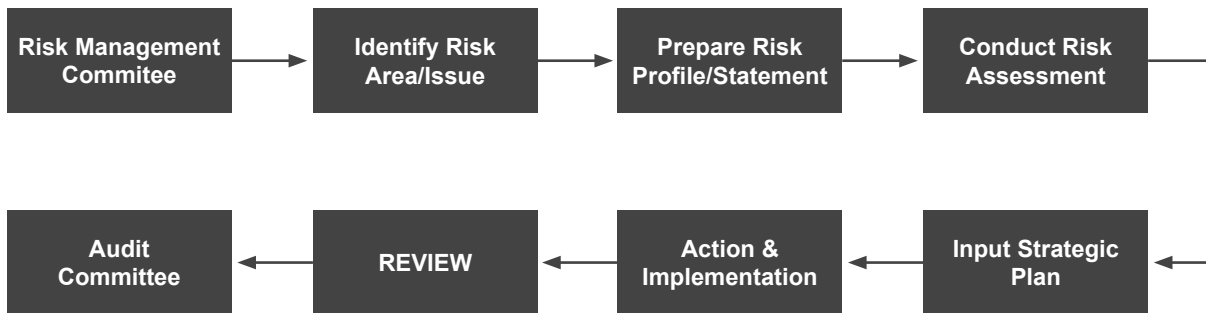 Risk Management
Commitee
Identify Risk
Area/Issue
Prepare Risk
Profile/Statement
Conduct Risk
Assessment
Audit
Committee
REVIEW
Action &
Implementation
Input Strategic
Plan